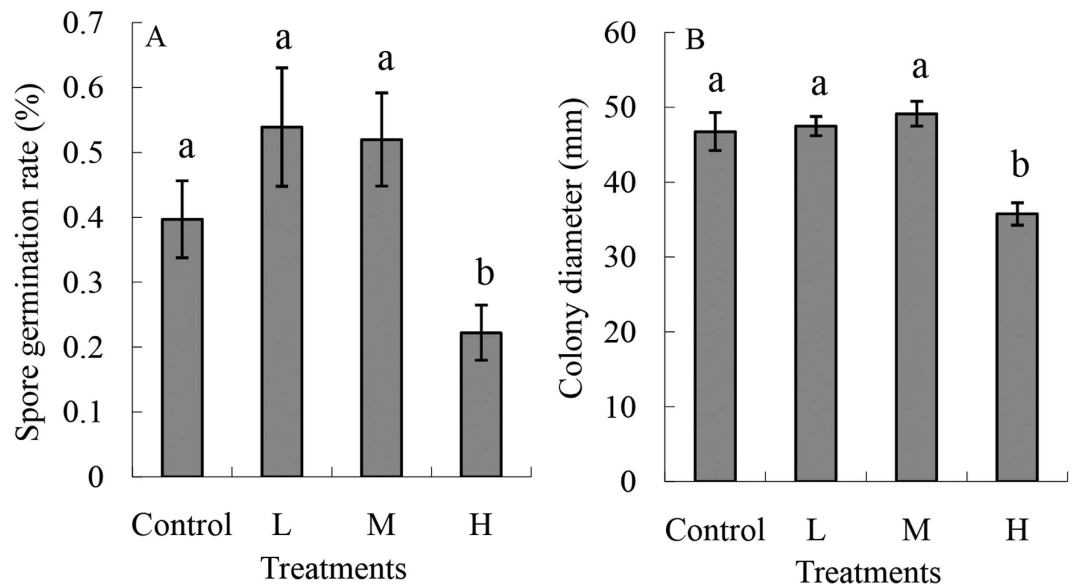 A
Spore germination rate (%)
0.7
0.6
0.5
0.4
0.3
0.2
0.1
0
a
a
a
b
Control L M H
Treatments
B
Colony diameter (mm)
60
50
40
30
20
10
0
a
a
a
b
Control L M H
Treatments